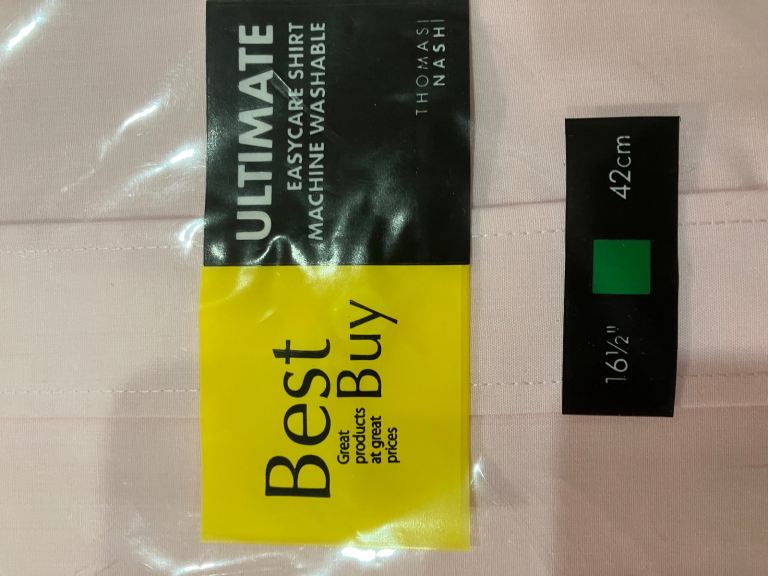 Best
Buy
Great
products
at great
prices
ULTIMATE
EASYCARE SHIRT
MACHINE WASHABLE
THOMAS
NASH
16½" 42cm